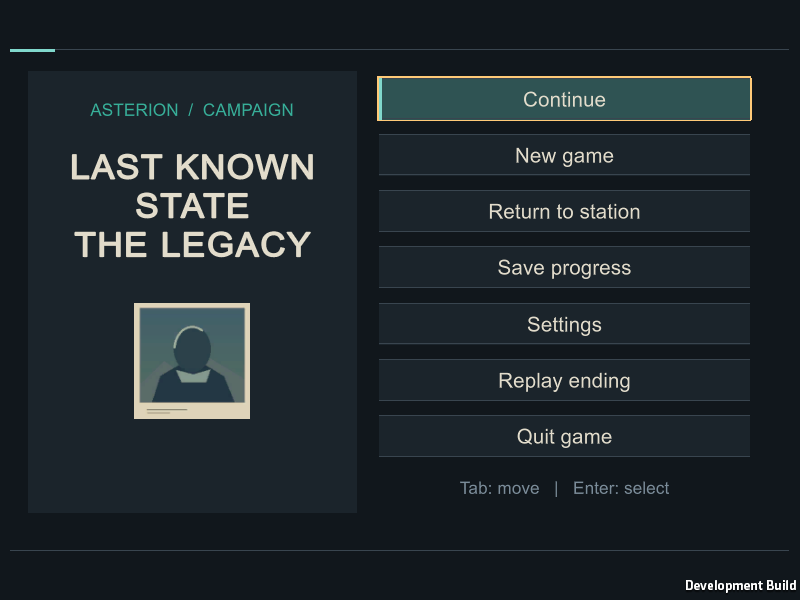 ASTERION / CAMPAIGN
LAST KNOWN
STATE
THE LEGACY
Continue
New game
Return to station
Save progress
Settings
Replay ending
Quit game
Tab: move | Enter: select
Development Build